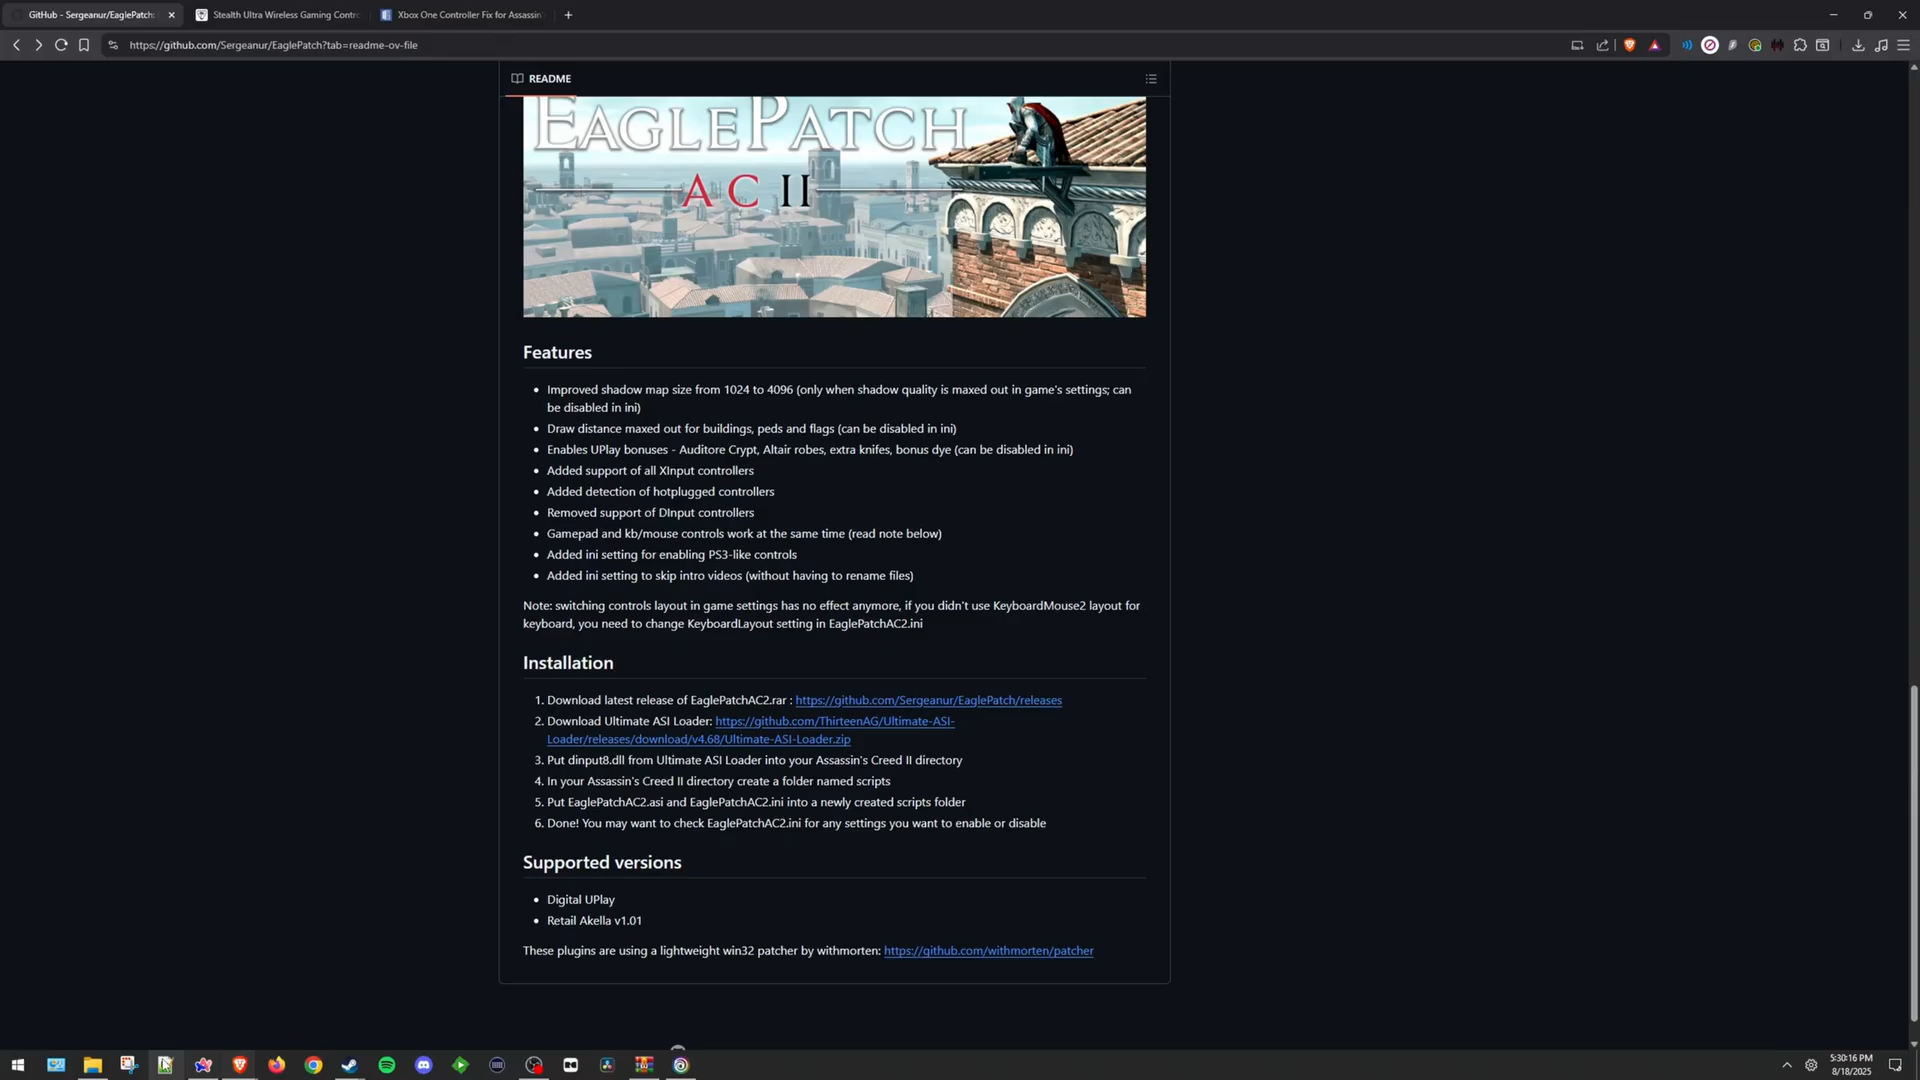 GitHub - Sergeanur/EaglePatch:
Stealth Ultra Wireless Gaming Contro
Xbox One Controller Fix for Assassin'
https://github.com/Sergeanur/EaglePatch?tab=readme-ov-file
README
EAGLEPATCH
AC II
Features
• Improved shadow map size from 1024 to 4096 (only when shadow quality is maxed out in game's settings; can
be disabled in ini)
• Draw distance maxed out for buildings, peds and flags (can be disabled in ini)
• Enables UPlay bonuses - Auditore Crypt, Altair robes, extra knifes, bonus dye (can be disabled in ini)
• Added support of all XInput controllers
• Added detection of hotplugged controllers
• Removed support of DInput controllers
• Gamepad and kb/mouse controls work at the same time (read note below)
• Added ini setting for enabling PS3-like controls
• Added ini setting to skip intro videos (without having to rename files)
Note: switching controls layout in game settings has no effect anymore, if you didn't use KeyboardMouse2 layout for
keyboard, you need to change KeyboardLayout setting in EaglePatchAC2.ini
Installation
1. Download latest release of EaglePatchAC2.rar : https://github.com/Sergeanur/EaglePatch/releases
2. Download Ultimate ASI Loader: https://github.com/ThirteenAG/Ultimate-ASI-
Loader/releases/download/v4.68/Ultimate-ASI-Loader.zip
3. Put dinput8.dll from Ultimate ASI Loader into your Assassin's Creed II directory
4. In your Assassin's Creed II directory create a folder named scripts
5. Put EaglePatchAC2.asi and EaglePatchAC2.ini into a newly created scripts folder
6. Done! You may want to check EaglePatchAC2.ini for any settings you want to enable or disable
Supported versions
• Digital UPlay
• Retail Akella v1.01
These plugins are using a lightweight win32 patcher by withmorten: https://github.com/withmorten/patcher
5:30:16 PM
8/18/2025